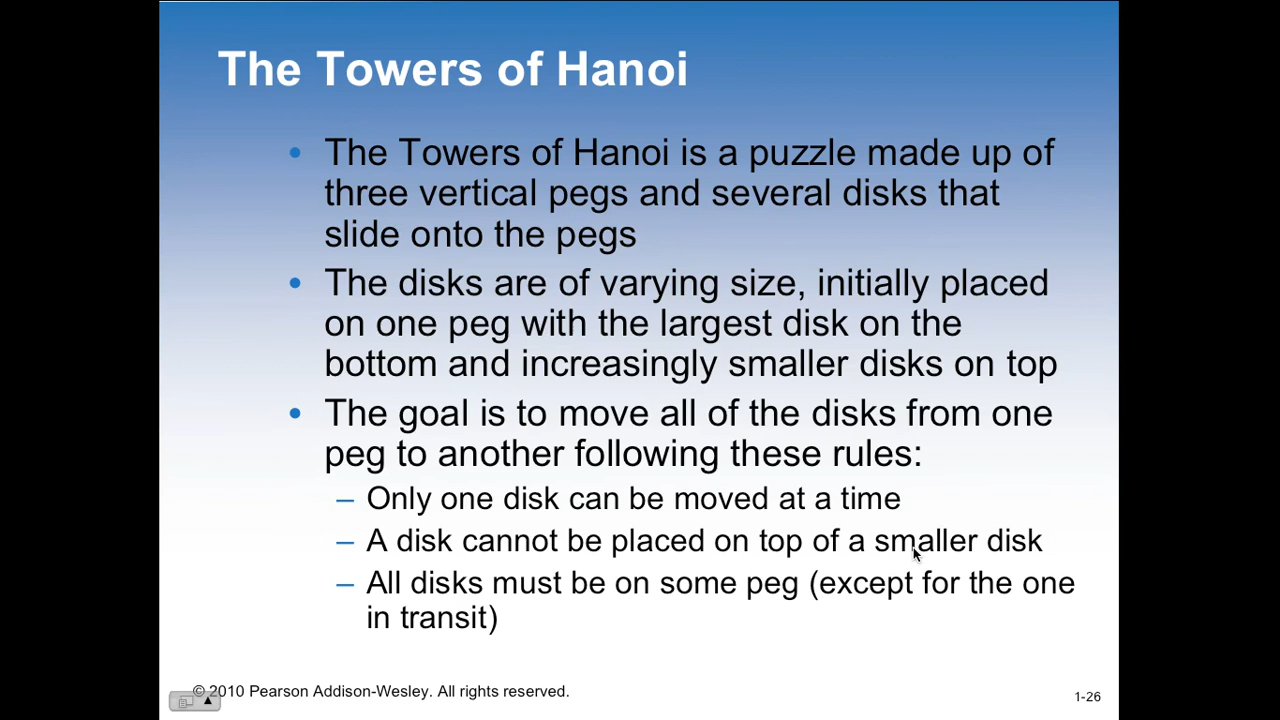 The Towers of Hanoi
• The Towers of Hanoi is a puzzle made up of
three vertical pegs and several disks that
slide onto the pegs
• The disks are of varying size, initially placed
on one peg with the largest disk on the
bottom and increasingly smaller disks on top
• The goal is to move all of the disks from one
peg to another following these rules:
– Only one disk can be moved at a time
– A disk cannot be placed on top of a smaller disk
– All disks must be on some peg (except for the one
in transit)
© 2010 Pearson Addison-Wesley. All rights reserved.
1-26